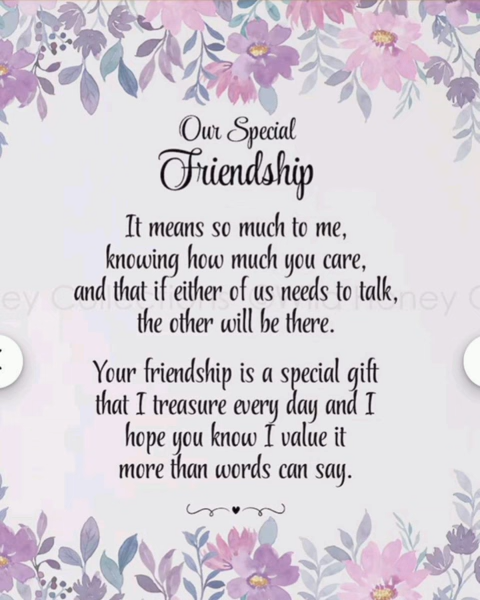 Our Special
Friendship
It means so much to me,
knowing how much you care,
and that if either of us needs to talk,
the other will be there.
Your friendship is a special gift
that I treasure every day and I
hope you know I value it
more than words can say.